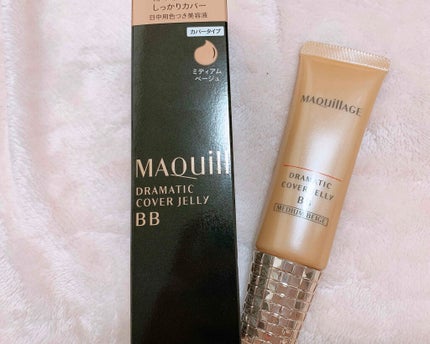 しっかりカバー
日中用色つき美容液
カバータイプ
ミディアム
ベージュ
MAQuill
DRAMATIC
COVER JELLY
BB
MAQuillAGE
DRAMATIC
COVER JELLY
BB
MEDIUM BEIGE